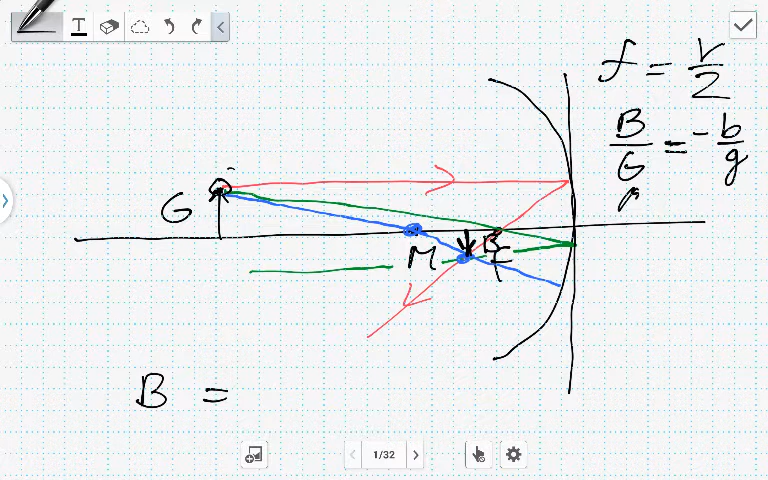 T
f = r/2
B/G = -b/g
G
M
B
F
B =
1/32